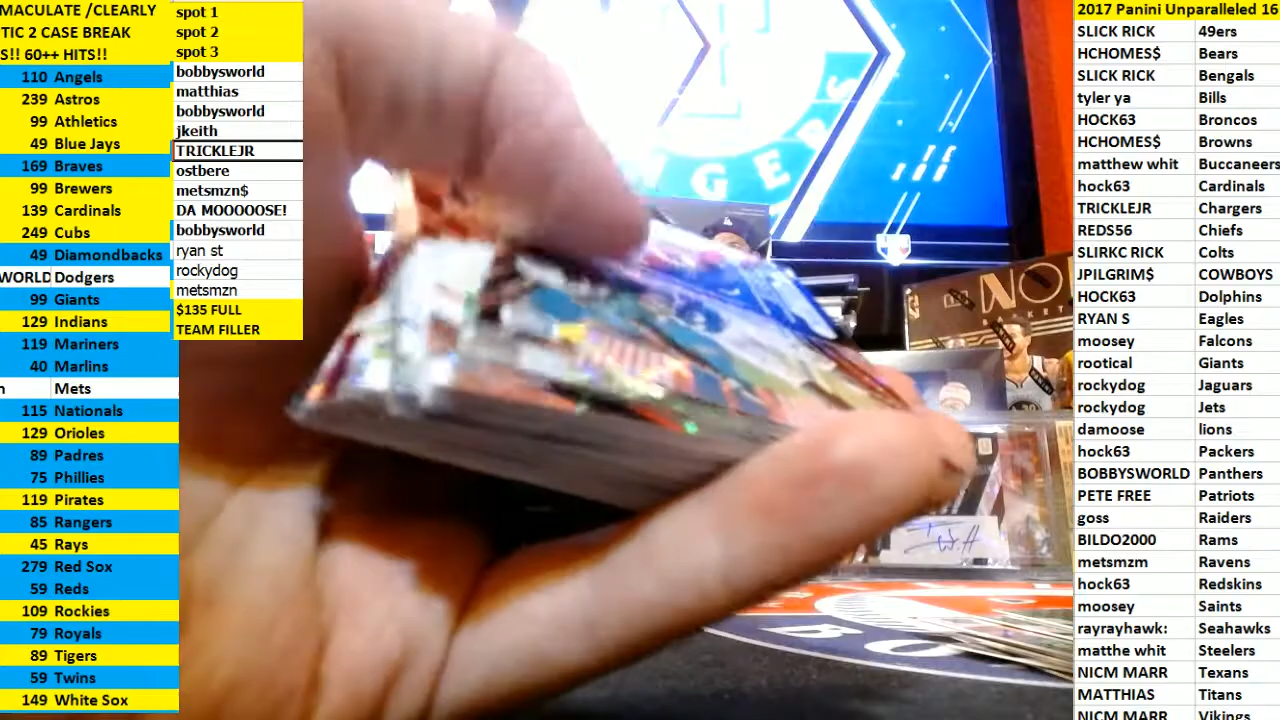 MACULATE /CLEARLY
TIC 2 CASE BREAK
S!! 60++ HITS!!
110 Angels
239 Astros
99 Athletics
49 Blue Jays
169 Braves
99 Brewers
139 Cardinals
249 Cubs
49 Diamondbacks
WORLD Dodgers
99 Giants
129 Indians
119 Mariners
40 Marlins
Mets
115 Nationals
129 Orioles
89 Padres
75 Phillies
119 Pirates
85 Rangers
45 Rays
279 Red Sox
59 Reds
109 Rockies
79 Royals
89 Tigers
59 Twins
149 White Sox
spot 1
spot 2
spot 3
bobbysworld
matthias
bobbysworld
jkeith
TRICKLEJR
ostbere
metsmzn$
DA MOOOOOSE!
bobbysworld
ryan st
rockydog
metsmzn
$135 FULL
TEAM FILLER
2017 Panini Unparalleled 16
SLICK RICK 49ers
HCHOMES$ Bears
SLICK RICK Bengals
tyler ya Bills
HOCK63 Broncos
HCHOMES$ Browns
matthew whit Buccaneers
hock63 Cardinals
TRICKLEJR Chargers
REDS56 Chiefs
SLIRKC RICK Colts
JPILGRIM$ COWBOYS
HOCK63 Dolphins
RYAN S Eagles
moosey Falcons
rootical Giants
rockydog Jaguars
rockydog Jets
damoose lions
hock63 Packers
BOBBYSWORLD Panthers
PETE FREE Patriots
goss Raiders
BILDO2000 Rams
metsmzm Ravens
hock63 Redskins
moosey Saints
rayrayhawk: Seahawks
matthe whit Steelers
NICM MARR Texans
MATTHIAS Titans
NICM MARR Vikings